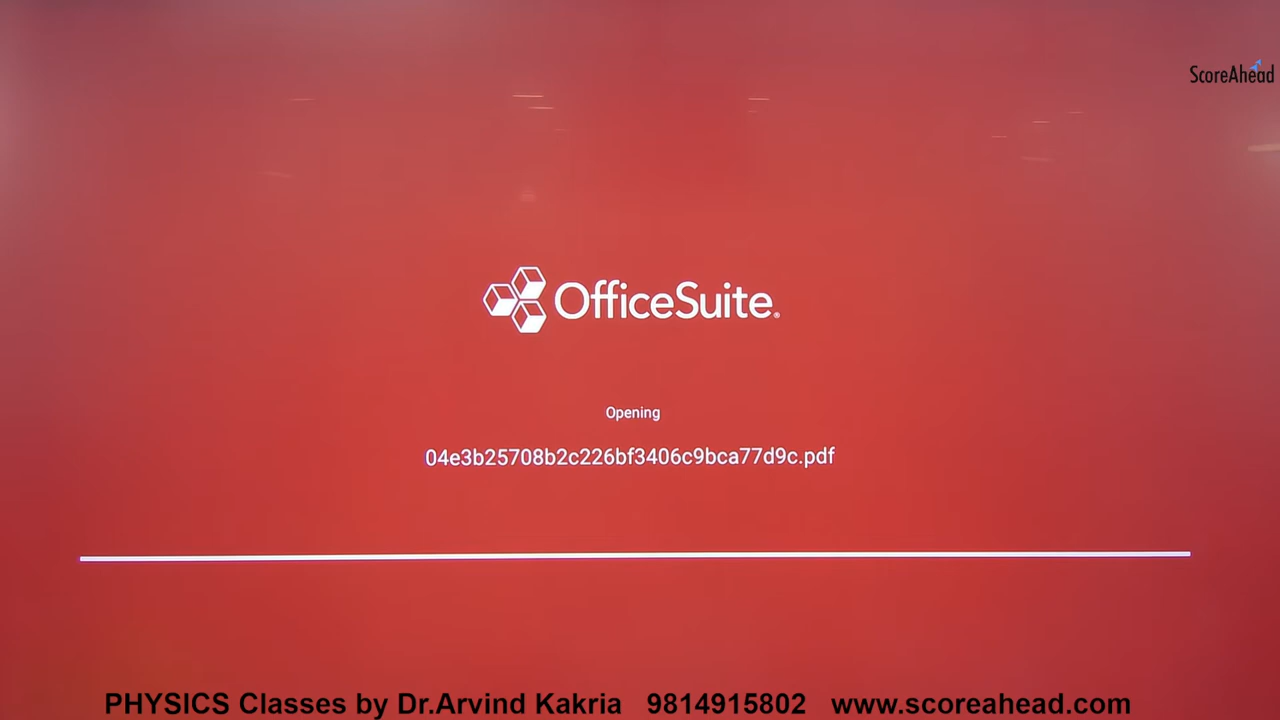 ScoreAhead
OfficeSuite®
Opening
04e3b25708b2c226bf3406c9bca77d9c.pdf
PHYSICS Classes by Dr.Arvind Kakria 9814915802 www.scoreahead.com